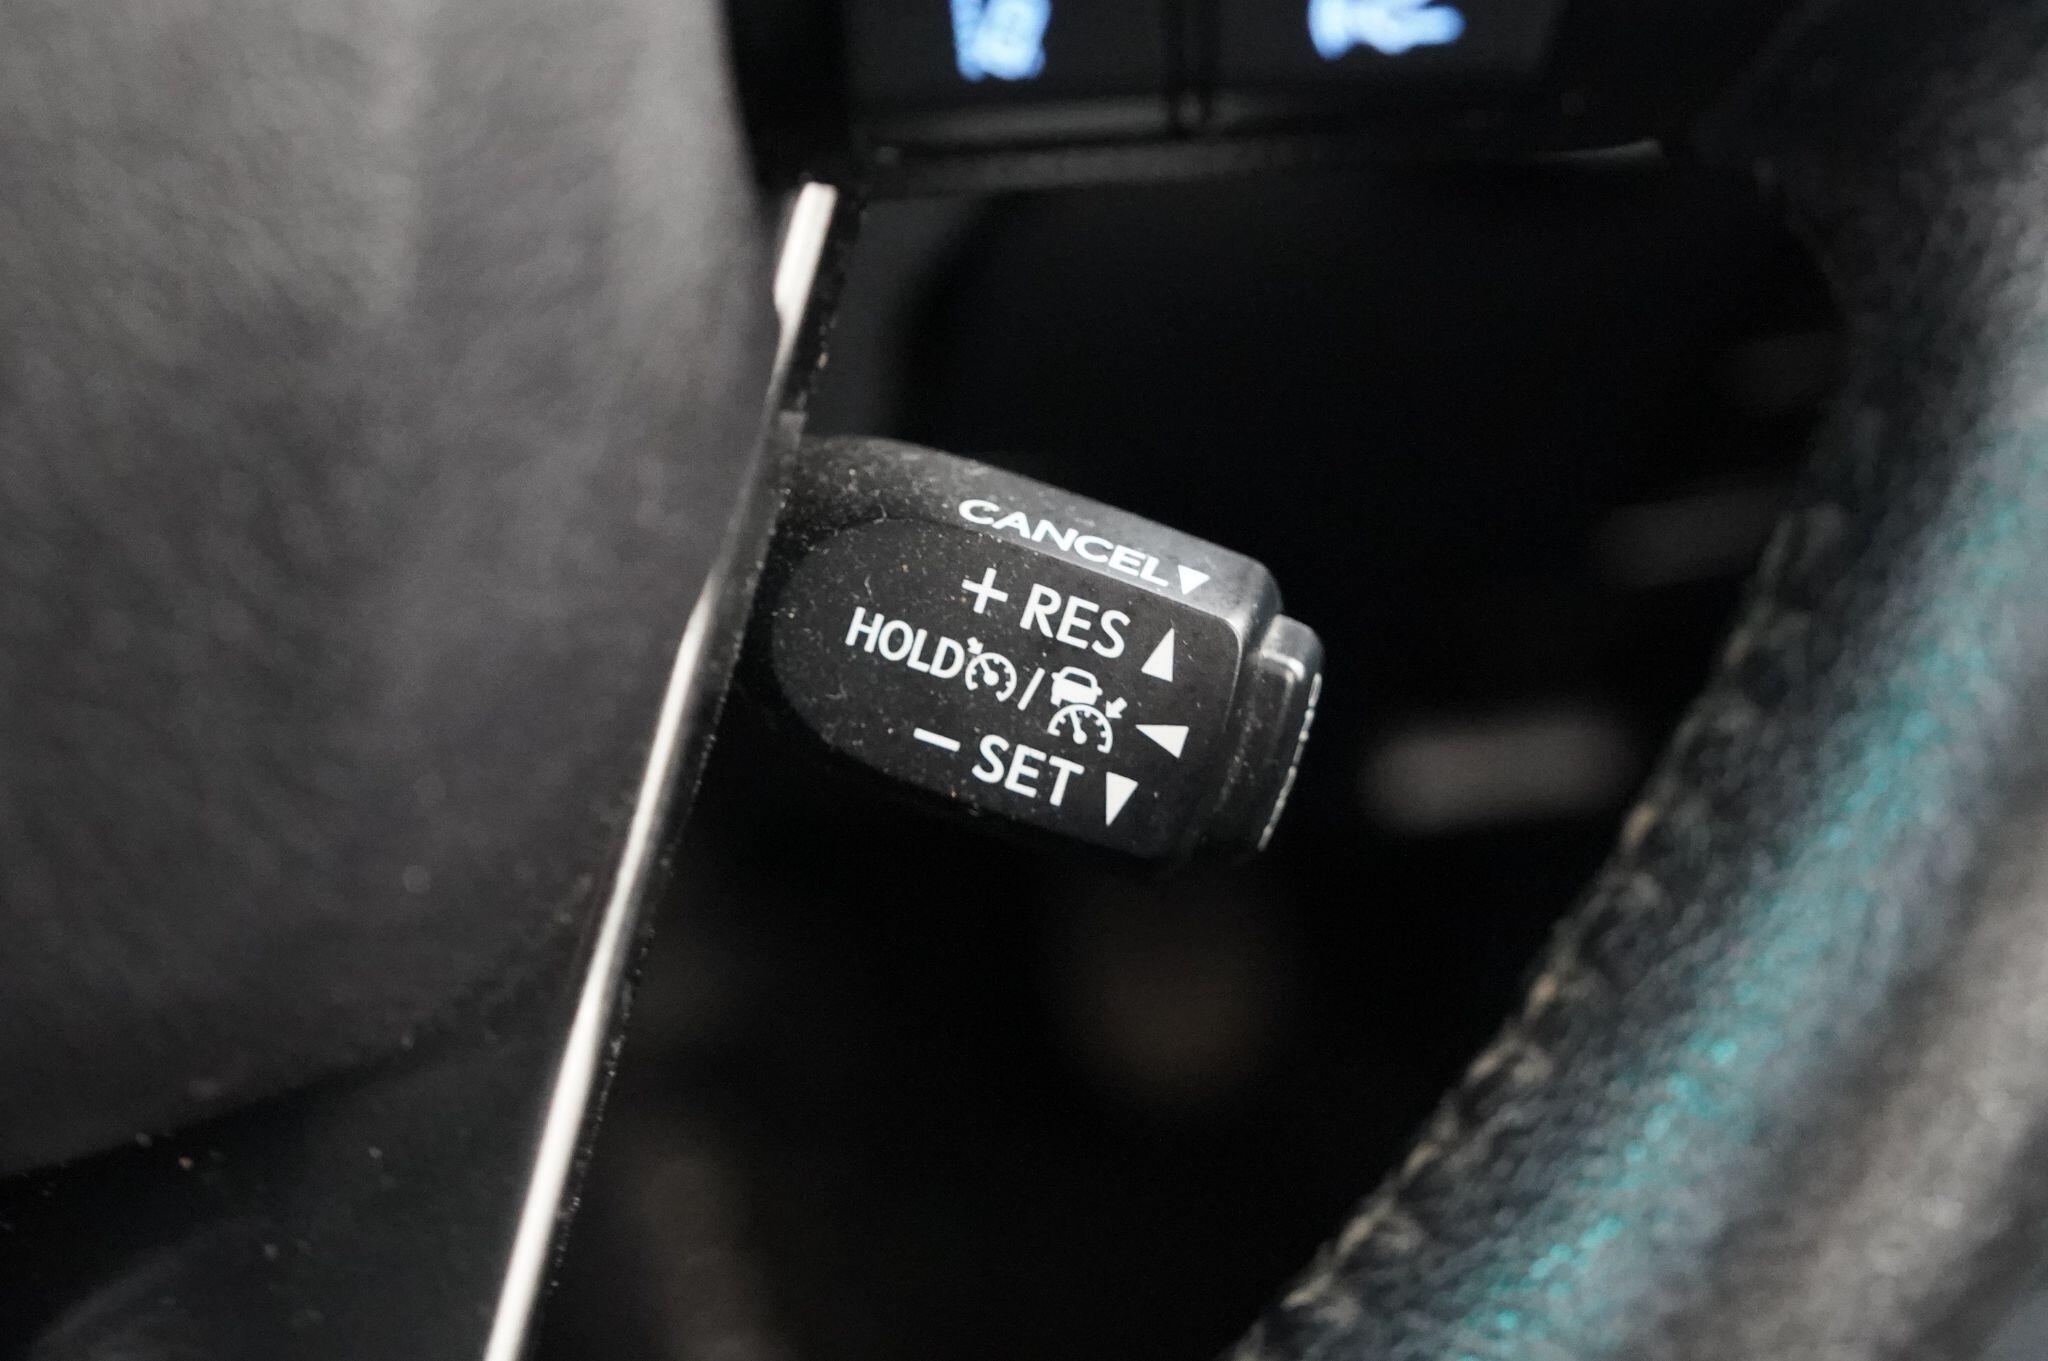 CANCEL▼
+ RES ▲
HOLD / ◀
− SET ▼